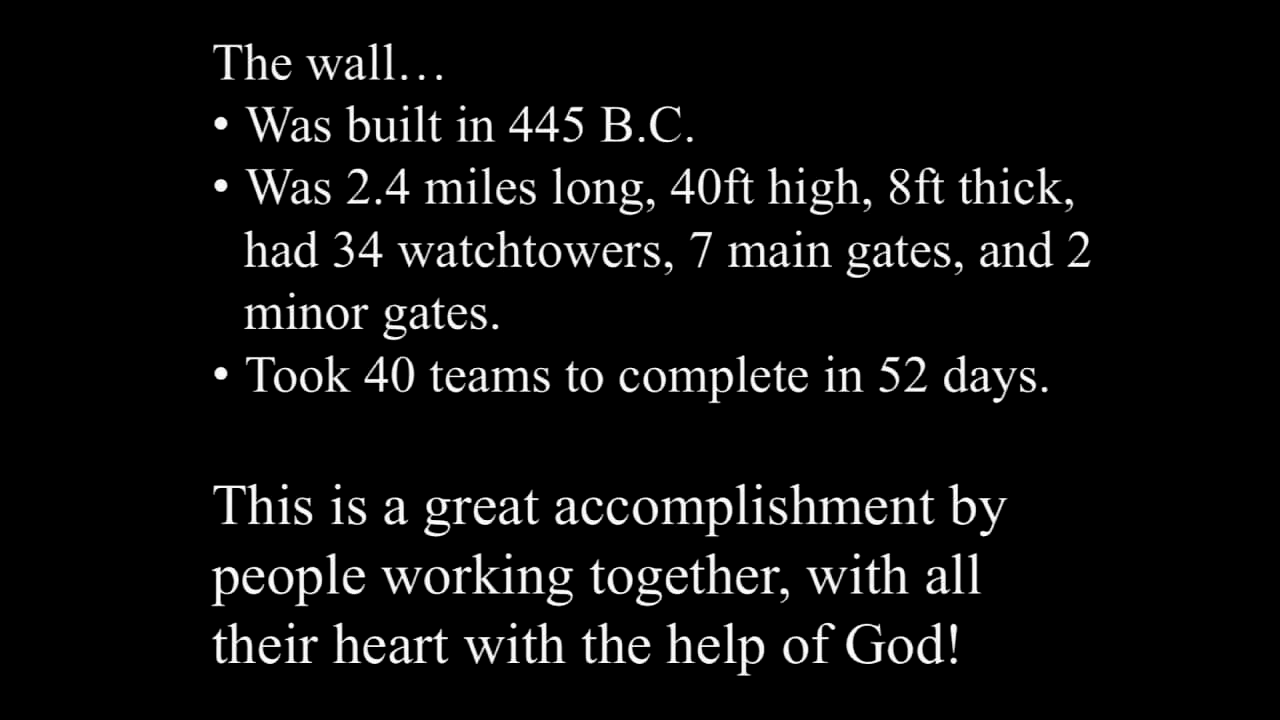 The wall…
• Was built in 445 B.C.
• Was 2.4 miles long, 40ft high, 8ft thick,
had 34 watchtowers, 7 main gates, and 2
minor gates.
• Took 40 teams to complete in 52 days.
This is a great accomplishment by
people working together, with all
their heart with the help of God!